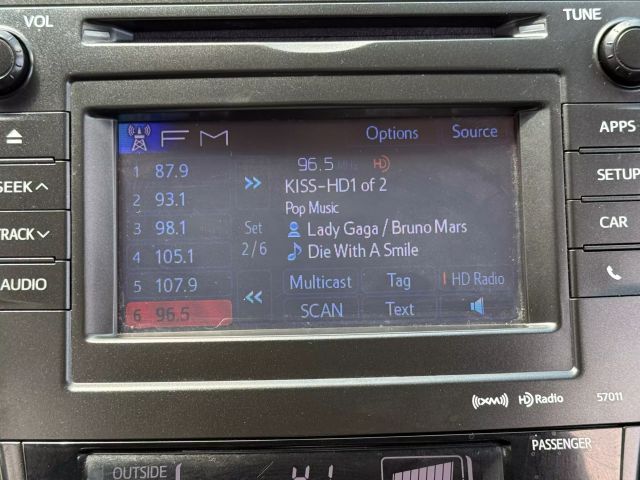 VOL
TUNE
FM
Options
Source
APPS
SEEK
1 87.9
96.5 MHz HD
2 93.1
KISS-HD1 of 2
SETUP
Pop Music
3 98.1
Set
Lady Gaga / Bruno Mars
CAR
TRACK
4 105.1
2/6
Die With A Smile
AUDIO
5 107.9
Multicast
Tag
HD Radio
6 96.5
SCAN
Text
((XM))
HD Radio
57011
PASSENGER
OUTSIDE